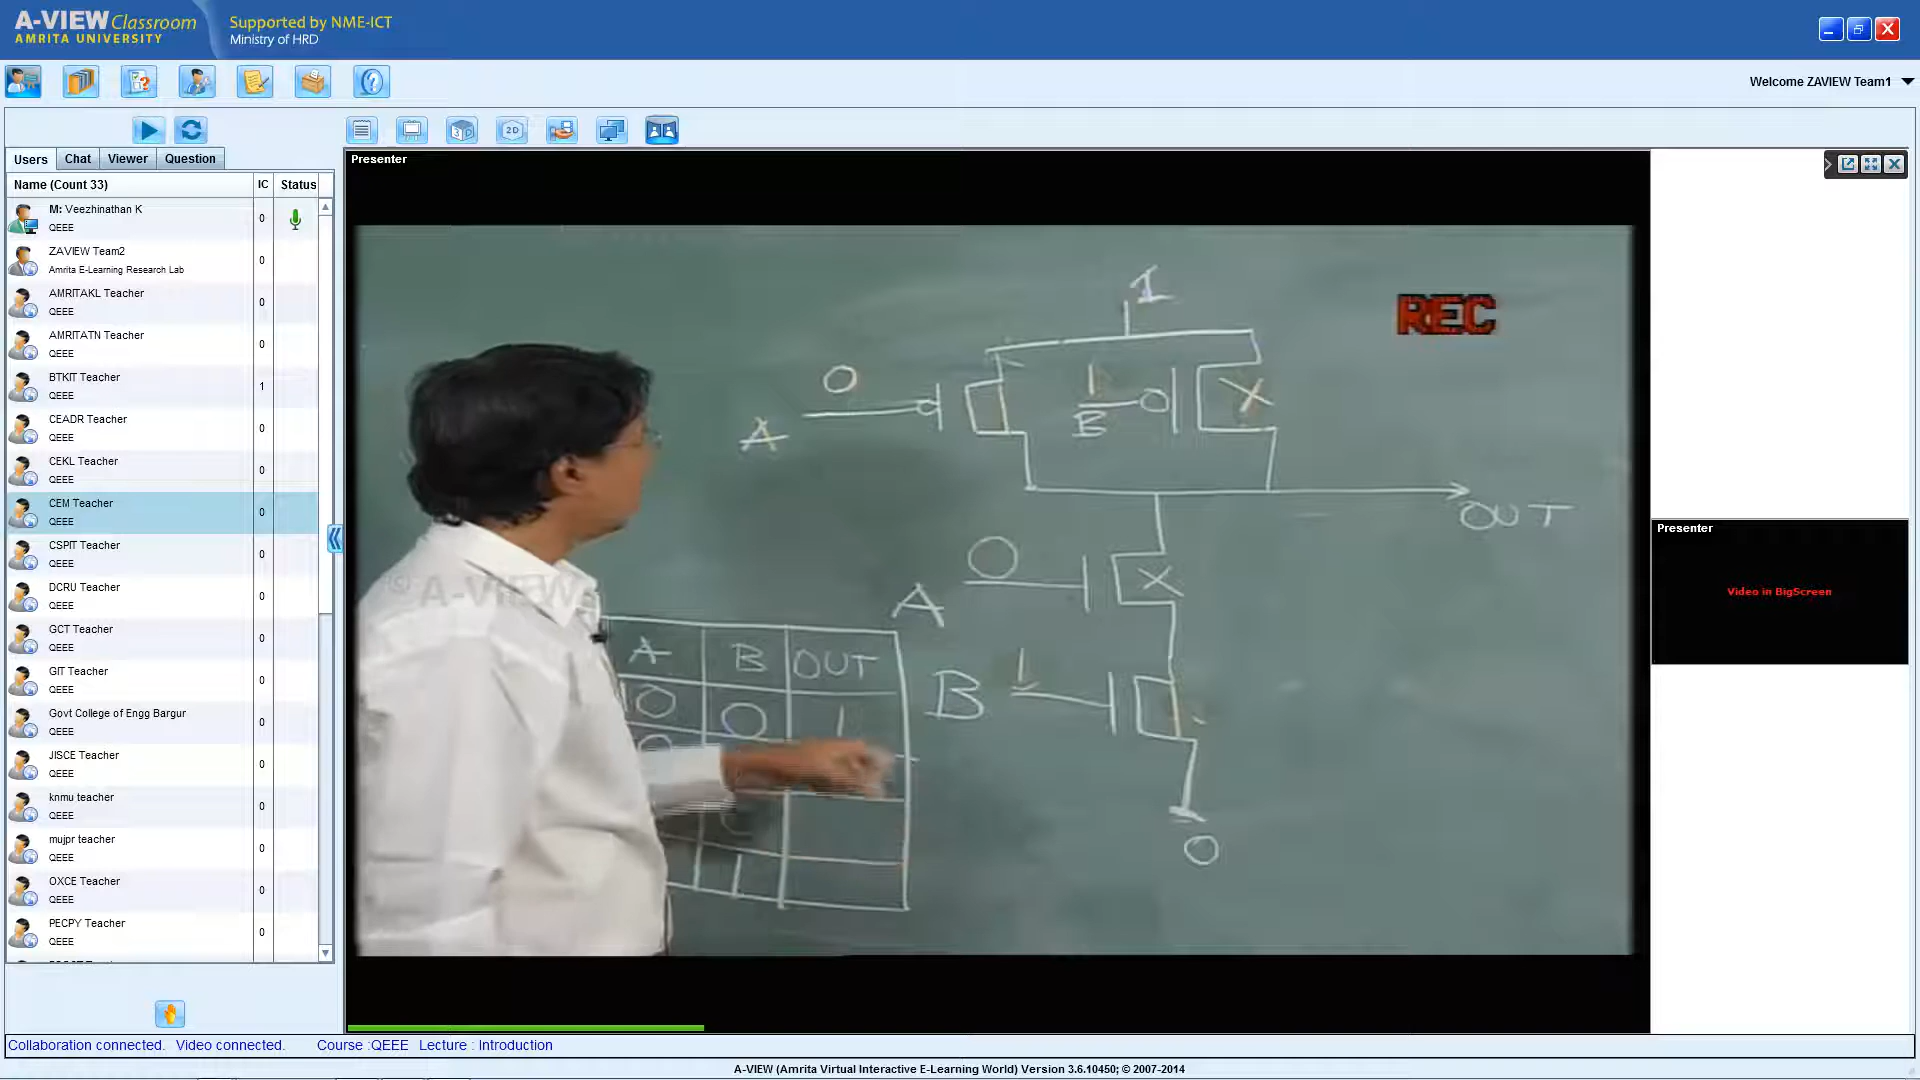 A-VIEW Classroom
AMRITA UNIVERSITY
Supported by NME-ICT
Ministry of HRD
Welcome ZAVIEW Team1
Users
Chat
Viewer
Question
Name (Count 33)
IC
Status
M: Veezhinathan K
QEEE
0
ZAVIEW Team2
Amrita E-Learning Research Lab
0
AMRITAKL Teacher
QEEE
0
AMRITATN Teacher
QEEE
0
BTKIT Teacher
QEEE
1
CEADR Teacher
QEEE
0
CEKL Teacher
QEEE
0
CEM Teacher
QEEE
0
CSPIT Teacher
QEEE
0
DCRU Teacher
QEEE
0
GCT Teacher
QEEE
0
GIT Teacher
QEEE
0
Govt College of Engg Bargur
QEEE
0
JISCE Teacher
QEEE
0
knmu teacher
QEEE
0
mujpr teacher
QEEE
0
OXCE Teacher
QEEE
0
PECPY Teacher
QEEE
0
3D
2D
Presenter
REC
1
0
A
1
B
X
OUT
0
A
X
1
B
0
© A-VIEW
A B OUT
0 0 1
Presenter
Video in BigScreen
Collaboration connected. Video connected. Course :QEEE Lecture : Introduction
A-VIEW (Amrita Virtual Interactive E-Learning World) Version 3.6.10450; © 2007-2014